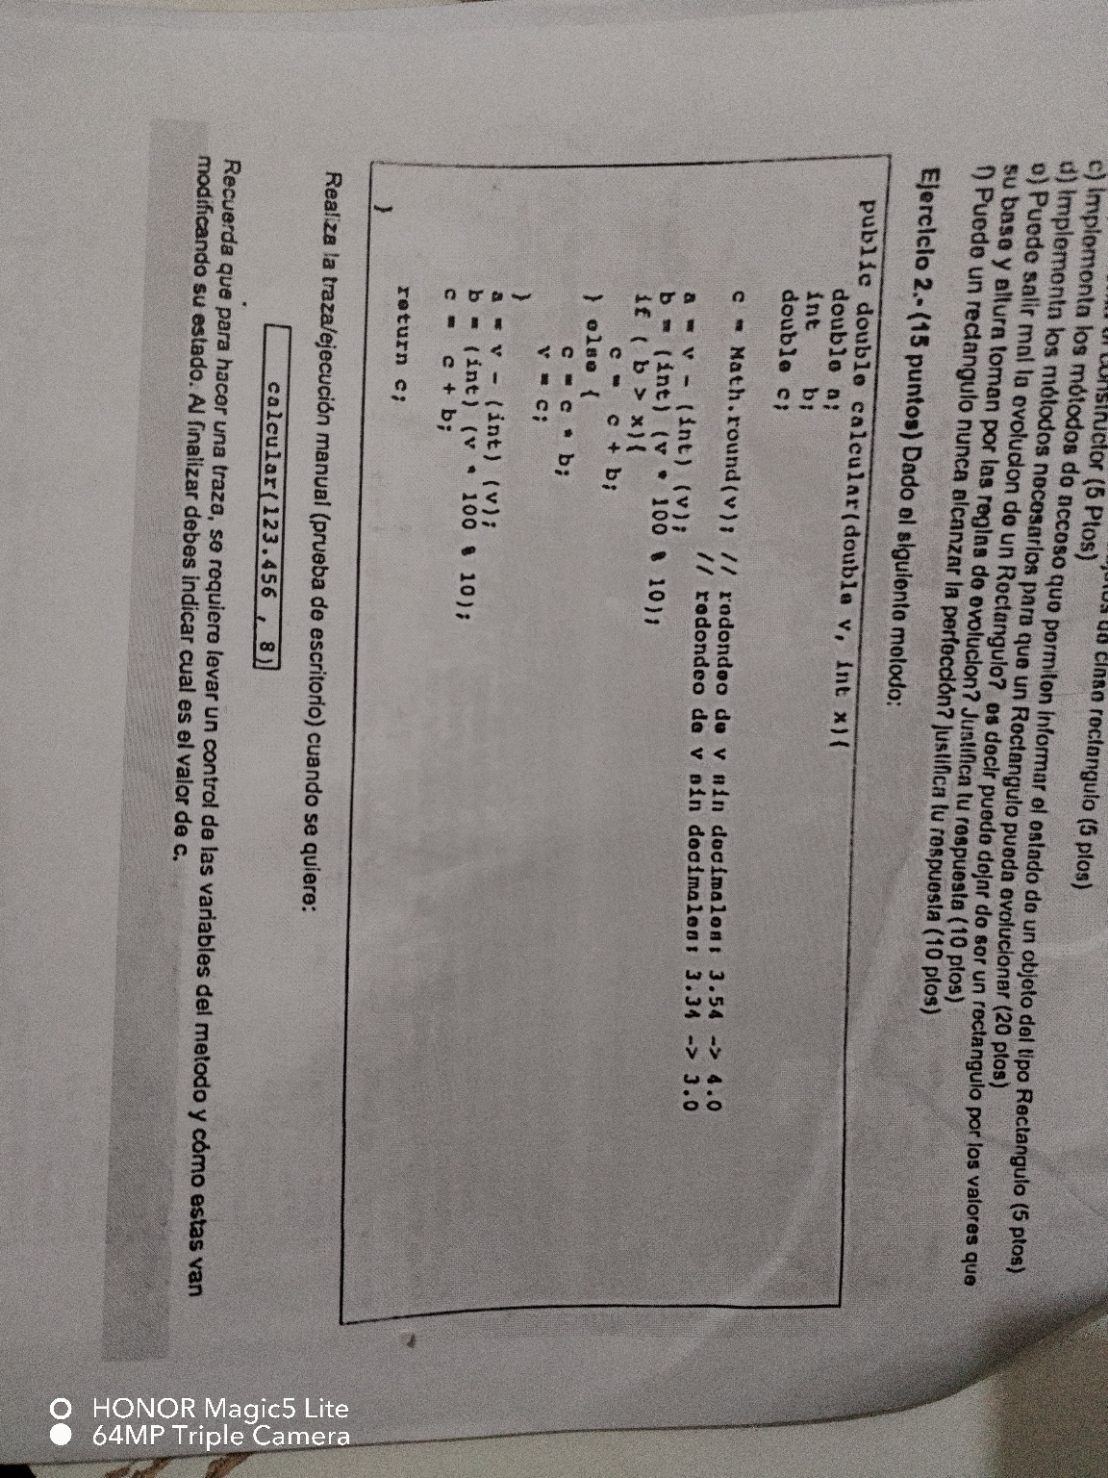 constructor (5 Ptos)
c) Implementa los métodos de clase rectangulo (5 ptos)
d) Implementa los métodos de acceso que permiten informar el estado de un objeto del tipo Rectangulo (5 ptos)
e) Puede salir mal la evolucion de un Rectangulo? es decir puede dejar de ser un rectangulo por los valores que
su base y altura toman por las reglas de evolucion? Justifica tu respuesta (10 ptos)
f) Puede un rectangulo nunca alcanzar la perfección? justifica tu respuesta (10 ptos)
Ejercicio 2.- (15 puntos) Dado el siguiente metodo:
public double calcular(double v, int x){
double a;
int b;
double c;
c = Math.round(v); // redondeo de v sin decimales: 3.54 -> 4.0
// redondeo de v sin decimales: 3.34 -> 3.0
a = v - (int) (v);
b = (int) (v * 100 % 10);
if ( b > x){
c = c + b;
} else {
c = c * b;
v = c;
}
a = v - (int) (v);
b = (int) (v * 100 % 10);
c = c + b;
return c;
}
Realiza la traza/ejecución manual (prueba de escritorio) cuando se quiere:
calcular(123.456 , 8)
Recuerda que para hacer una traza, se requiere levar un control de las variables del metodo y cómo estas van
modificando su estado. Al finalizar debes indicar cual es el valor de c.
HONOR Magic5 Lite
64MP Triple Camera